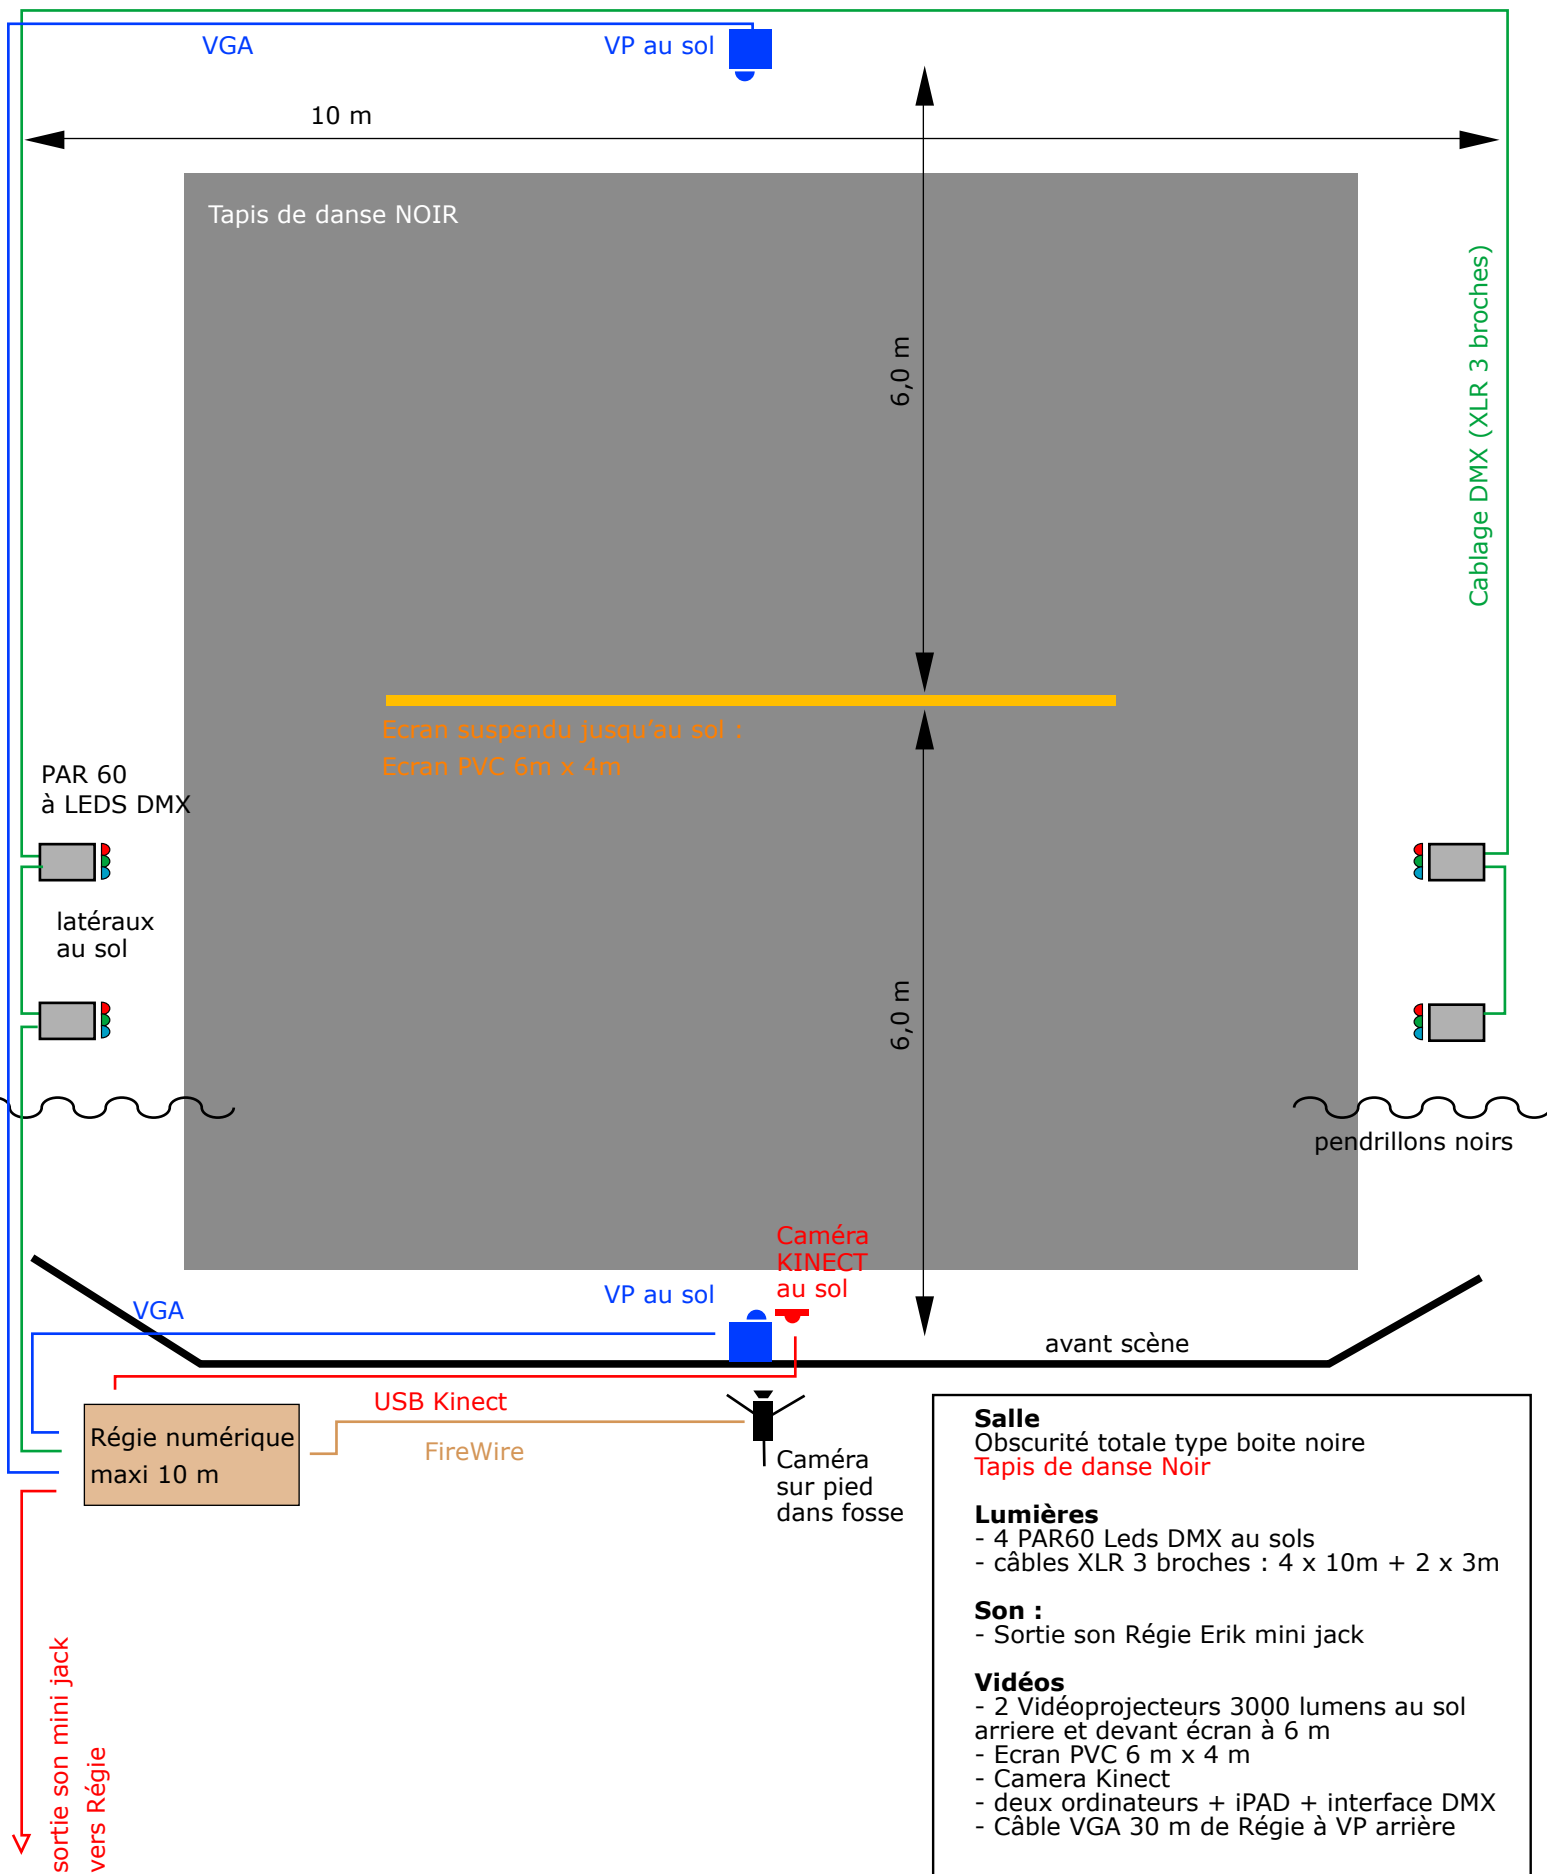 VGA
VP au sol
10 m
Tapis de danse NOIR
Cablage DMX (XLR 3 broches)
6,0 m
Ecran suspendu jusqu'au sol :
Ecran PVC 6m x 4m
PAR 60
à LEDS DMX
latéraux
au sol
6,0 m
pendrillons noirs
Caméra
KINECT
au sol
VP au sol
VGA
avant scène
USB Kinect
FireWire
Régie numérique
maxi 10 m
Caméra
sur pied
dans fosse
sortie son mini jack
vers Régie
Salle
Obscurité totale type boite noire
Tapis de danse Noir
Lumières
- 4 PAR60 Leds DMX au sols
- câbles XLR 3 broches : 4 x 10m + 2 x 3m
Son :
- Sortie son Régie Erik mini jack
Vidéos
- 2 Vidéoprojecteurs 3000 lumens au sol
arriere et devant écran à 6 m
- Ecran PVC 6 m x 4 m
- Camera Kinect
- deux ordinateurs + iPAD + interface DMX
- Câble VGA 30 m de Régie à VP arrière